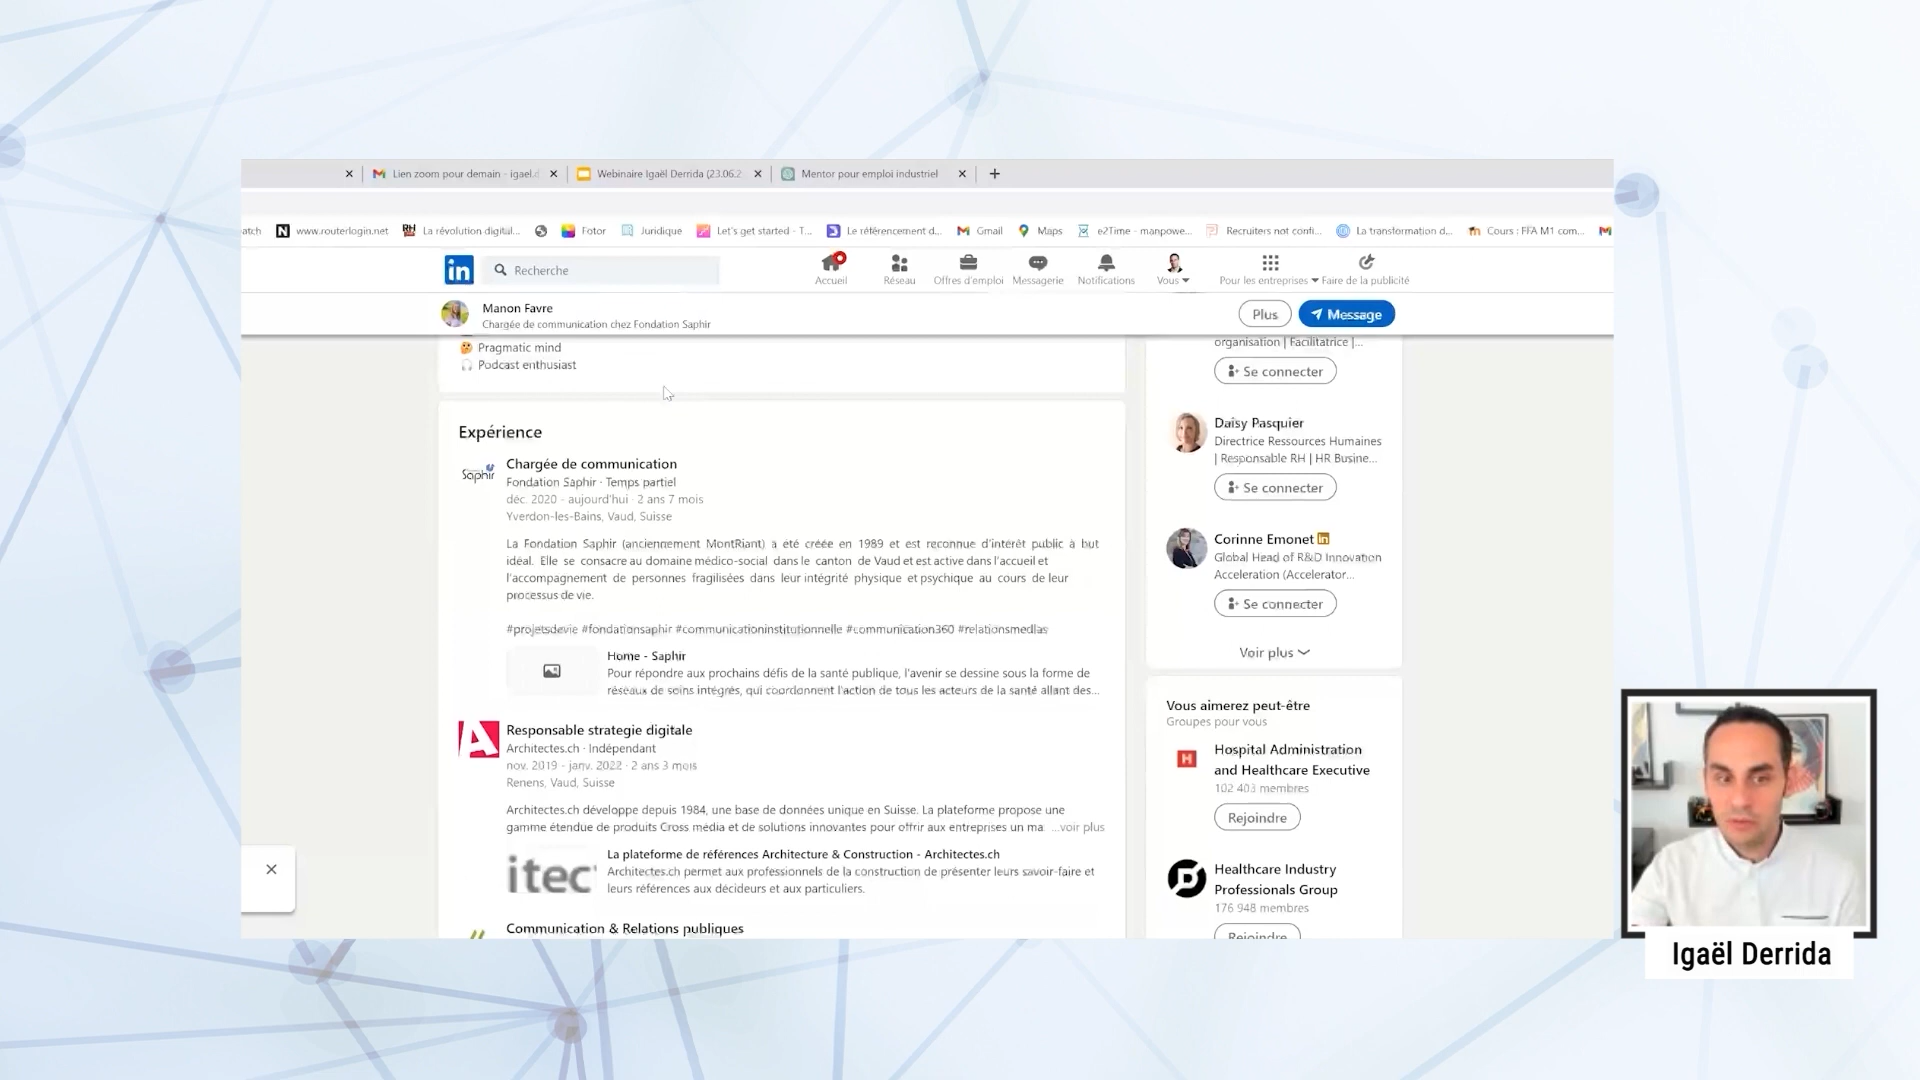 Lien zoom pour demain - igael.d
Webinaire Igaël Derrida (23.06.2
Mentor pour emploi industriel
atch
www.routerlogin.net
La révolution digital...
Fotor
Juridique
Let's get started - T...
Le référencement d...
Gmail
Maps
e2Time - manpowe...
Recruiters not confi...
La transformation d...
Cours : FFA M1 com...
in
Recherche
Accueil
Réseau
Offres d'emploi
Messagerie
Notifications
Vous
Pour les entreprises
Faire de la publicité
Manon Favre
Chargée de communication chez Fondation Saphir
Plus
Message
Pragmatic mind
Podcast enthusiast
Expérience
Saphir
Chargée de communication
Fondation Saphir · Temps partiel
déc. 2020 - aujourd'hui · 2 ans 7 mois
Yverdon-les-Bains, Vaud, Suisse
La Fondation Saphir (anciennement MontRiant) a été créée en 1989 et est reconnue d'intérêt public à but
idéal. Elle se consacre au domaine médico-social dans le canton de Vaud et est active dans l'accueil et
l'accompagnement de personnes fragilisées dans leur intégrité physique et psychique au cours de leur
processus de vie.
#projetsdevie #fondationsaphir #communicationinstitutionnelle #communication360 #relationsmedias
Home - Saphir
Pour répondre aux prochains défis de la santé publique, l'avenir se dessine sous la forme de
réseaux de soins intégrés, qui coordonnent l'action de tous les acteurs de la santé allant des...
Responsable strategie digitale
Architectes.ch · Indépendant
nov. 2019 - janv. 2022 · 2 ans 3 mois
Renens, Vaud, Suisse
Architectes.ch développe depuis 1984, une base de données unique en Suisse. La plateforme propose une
gamme étendue de produits Cross média et de solutions innovantes pour offrir aux entreprises un ma ...voir plus
itec
La plateforme de références Architecture & Construction - Architectes.ch
Architectes.ch permet aux professionnels de la construction de présenter leurs savoir-faire et
leurs références aux décideurs et aux particuliers.
Communication & Relations publiques
organisation | Facilitatrice |...
Se connecter
Daisy Pasquier
Directrice Ressources Humaines
| Responsable RH | HR Busine...
Se connecter
Corinne Emonet
Global Head of R&D Innovation
Acceleration (Accelerator...
Se connecter
Voir plus
Vous aimerez peut-être
Groupes pour vous
Hospital Administration
and Healthcare Executive
102 403 membres
Rejoindre
Healthcare Industry
Professionals Group
176 948 membres
Rejoindre
Igaël Derrida